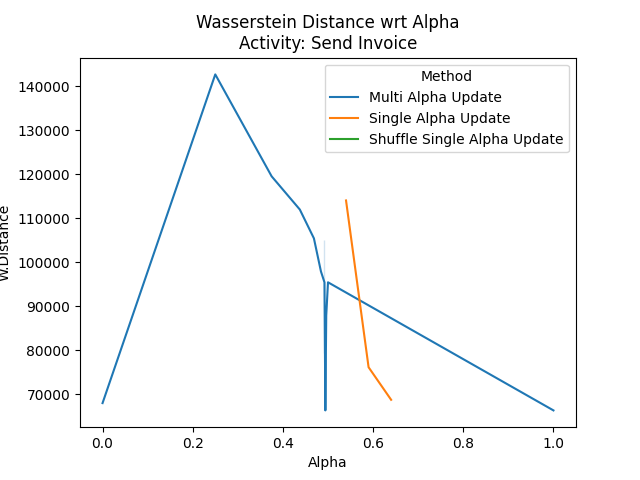 Wasserstein Distance wrt Alpha
Activity: Send Invoice
Method
Multi Alpha Update
Single Alpha Update
Shuffle Single Alpha Update
140000
130000
120000
110000
100000
90000
80000
70000
W.Distance
0.0 0.2 0.4 0.6 0.8 1.0
Alpha